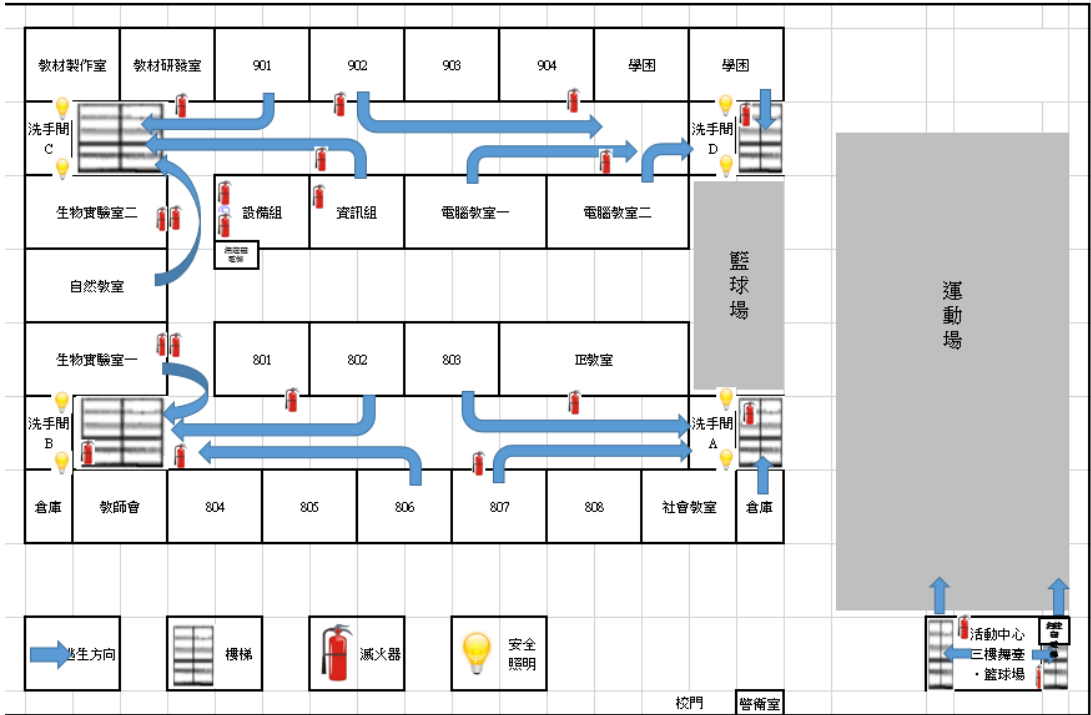 教材製作室
教材研發室
901
902
903
904
學困
學困
洗手間
C
洗手間
D
生物實驗室二
設備組
資訊組
電腦教室一
電腦教室二
自然教室
籃球場
運動場
生物實驗室一
801
802
803
IE教室
洗手間
B
洗手間
A
倉庫
教師會
804
805
806
807
808
社會教室
倉庫
逃生方向
樓梯
滅火器
安全
照明
活動中心
三樓舞臺
・籃球場
校門
警衛室